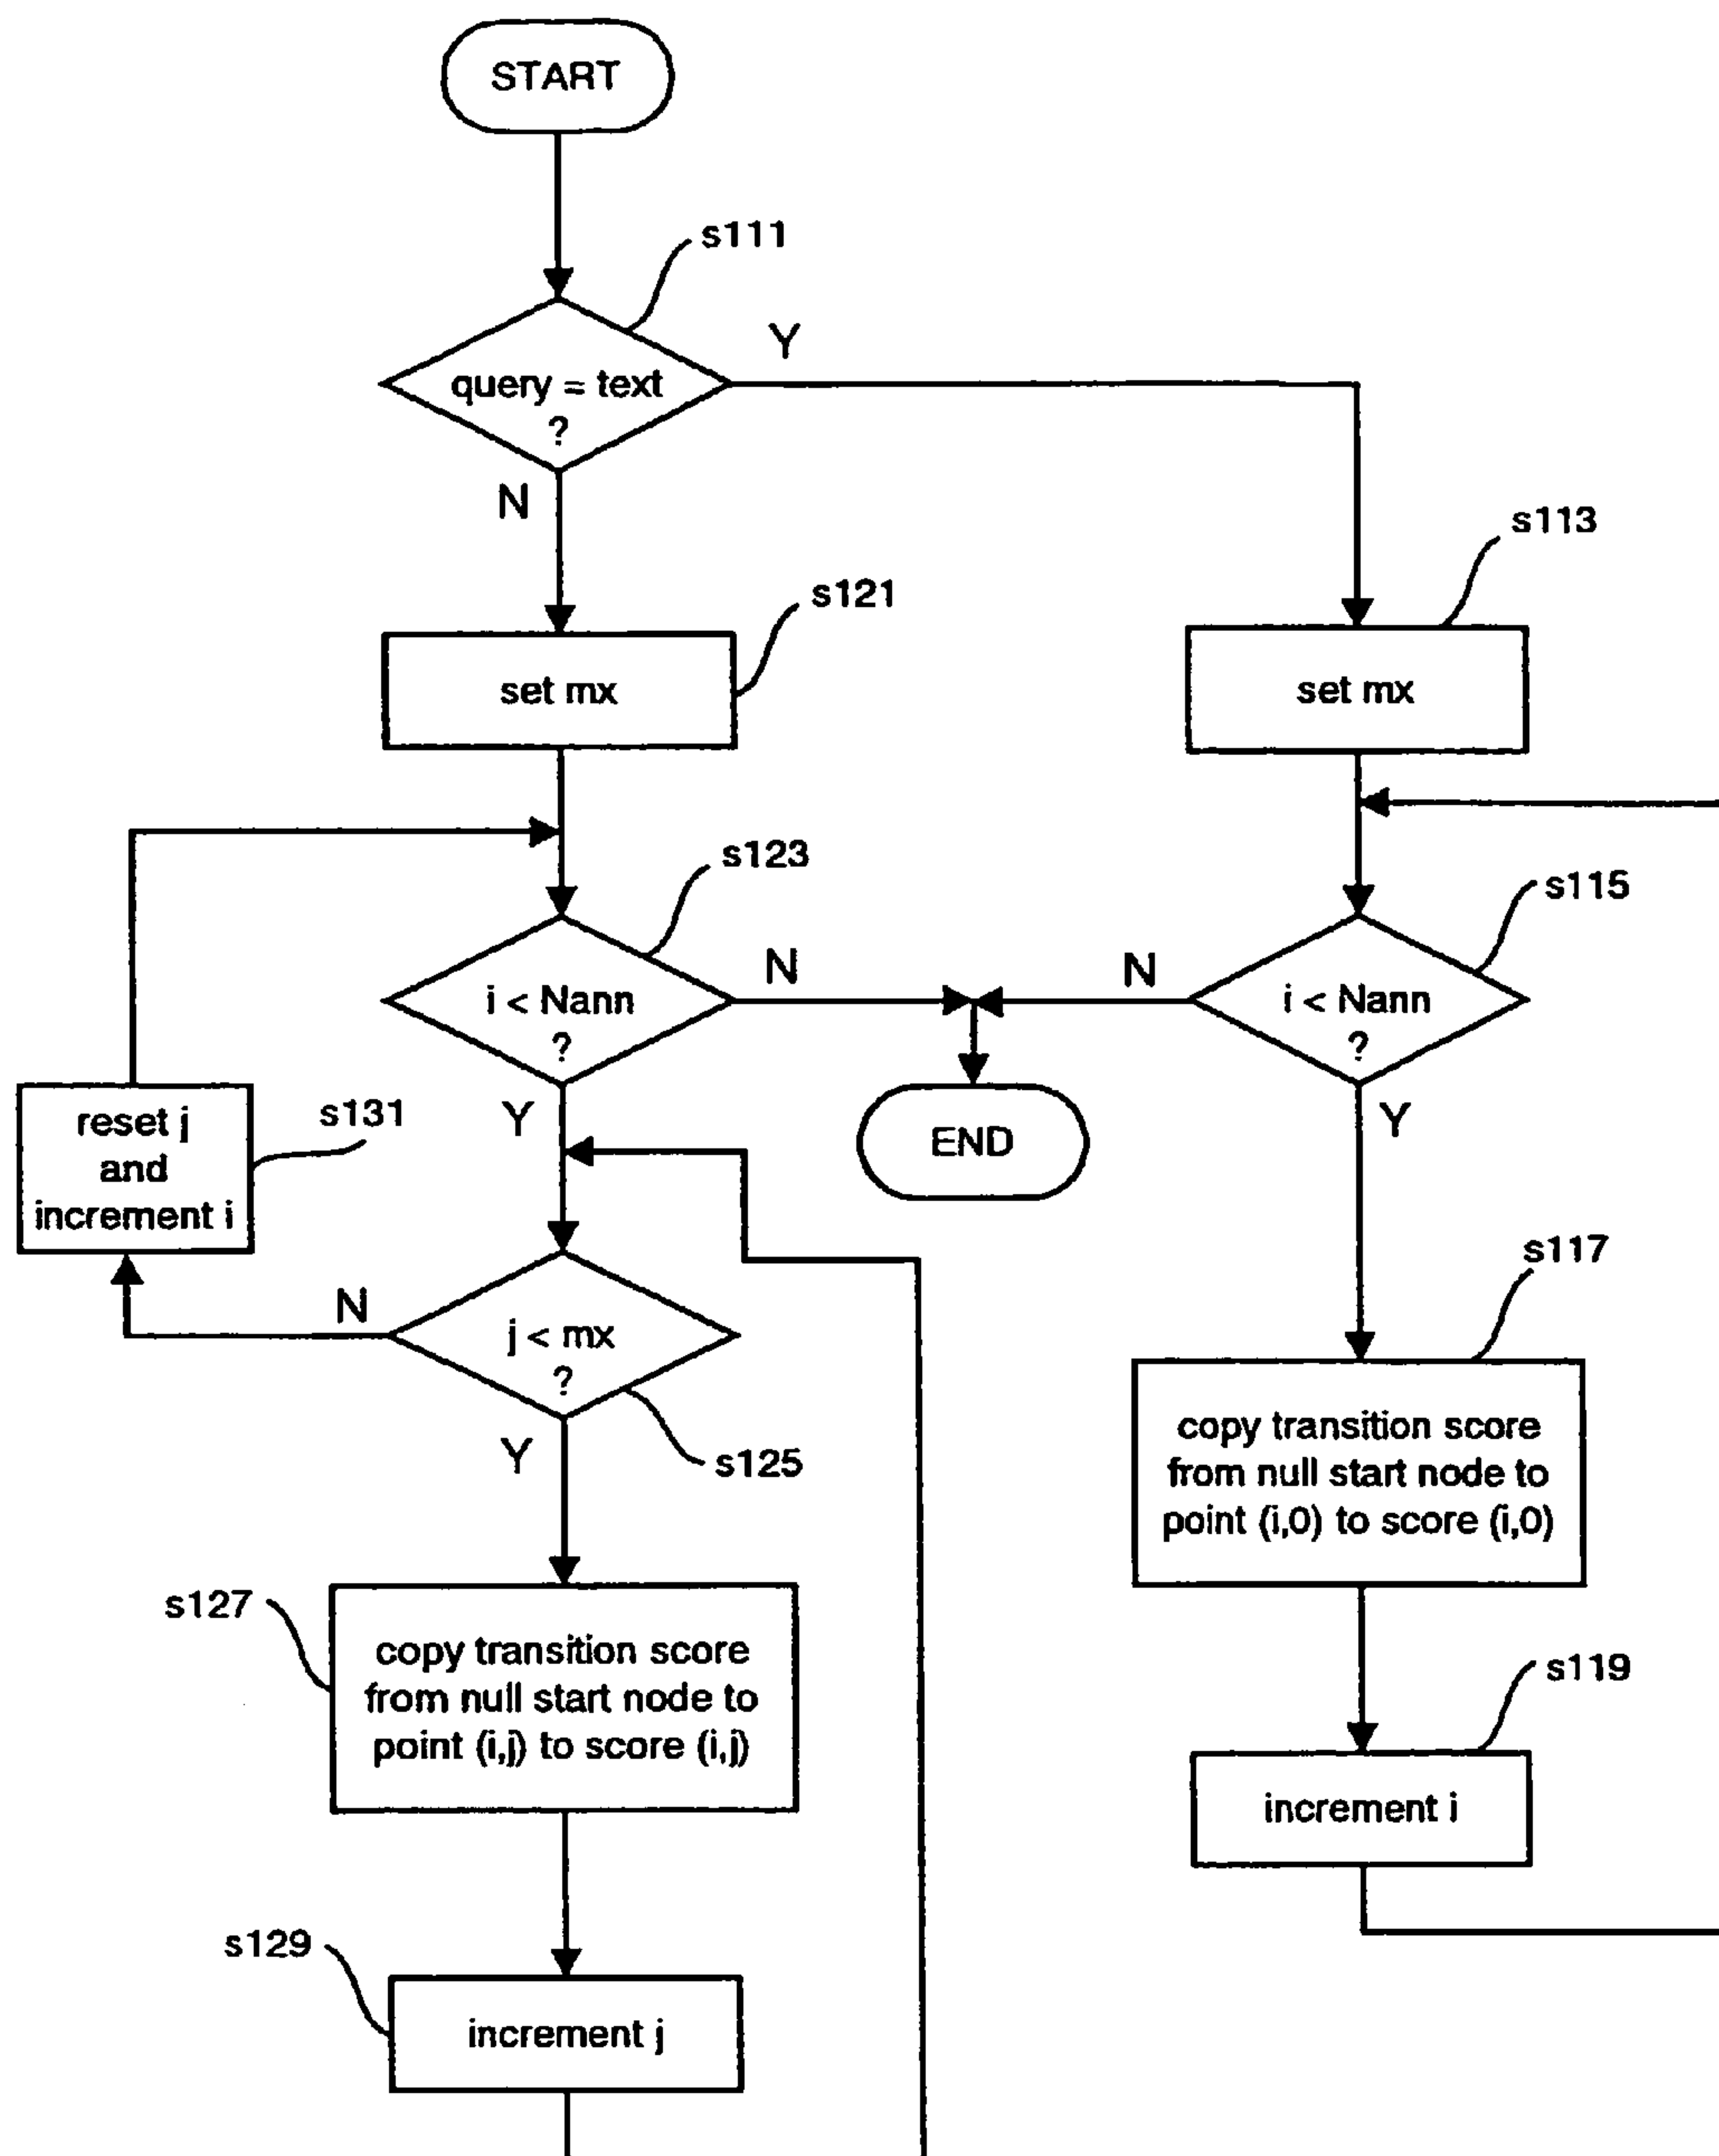 START
s111
Y
query = text
?
N
s113
s121
set mx
set mx
s123
s115
N
N
i < Nann
?
i < Nann
?
reset j
and
increment i
s131
Y
END
Y
s117
N
j < mx
?
Y
s125
copy transition score
from null start node to
point (i,0) to score (i,0)
s127
copy transition score
from null start node to
point (i,j) to score (i,j)
s119
increment i
s129
increment j